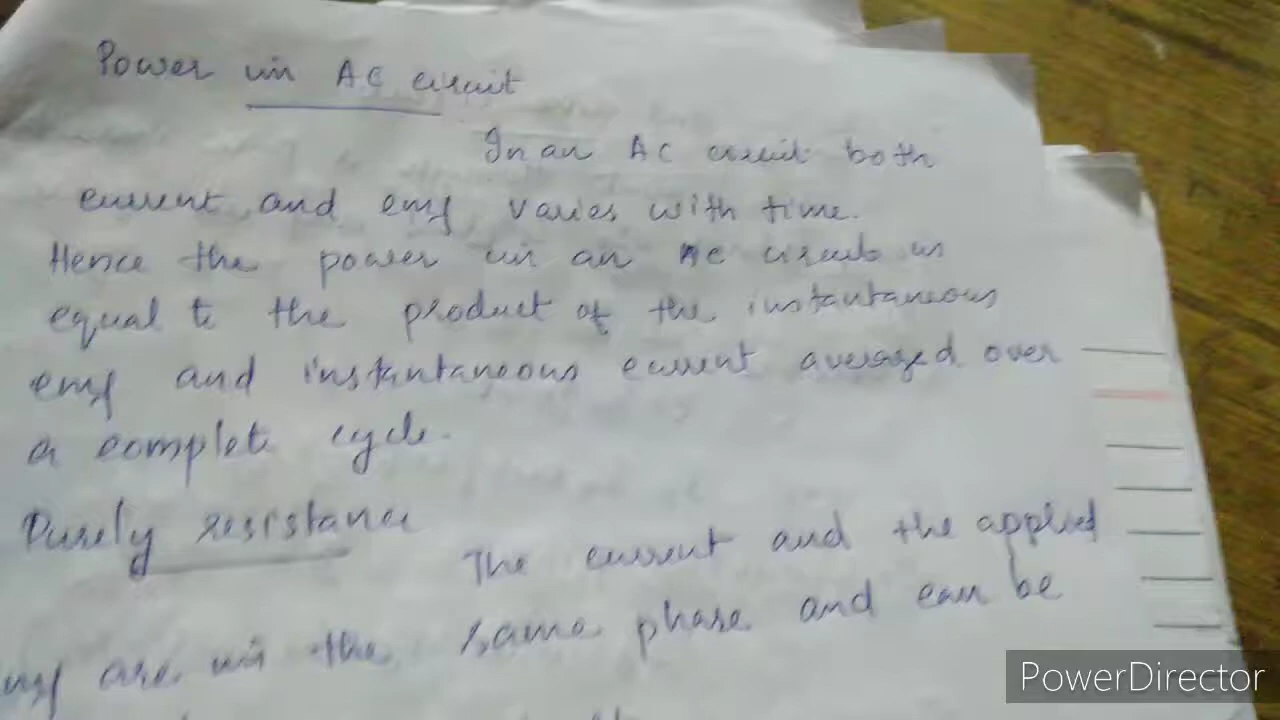 Power in AC circuit
In an AC circuit both
current and emf varies with time.
Hence the power in an AC circuit is
equal to the product of the instantaneous
emf and instantaneous current averaged over
a complete cycle.
Purely resistance
The current and the applied
emf are in the same phase and can be
PowerDirector